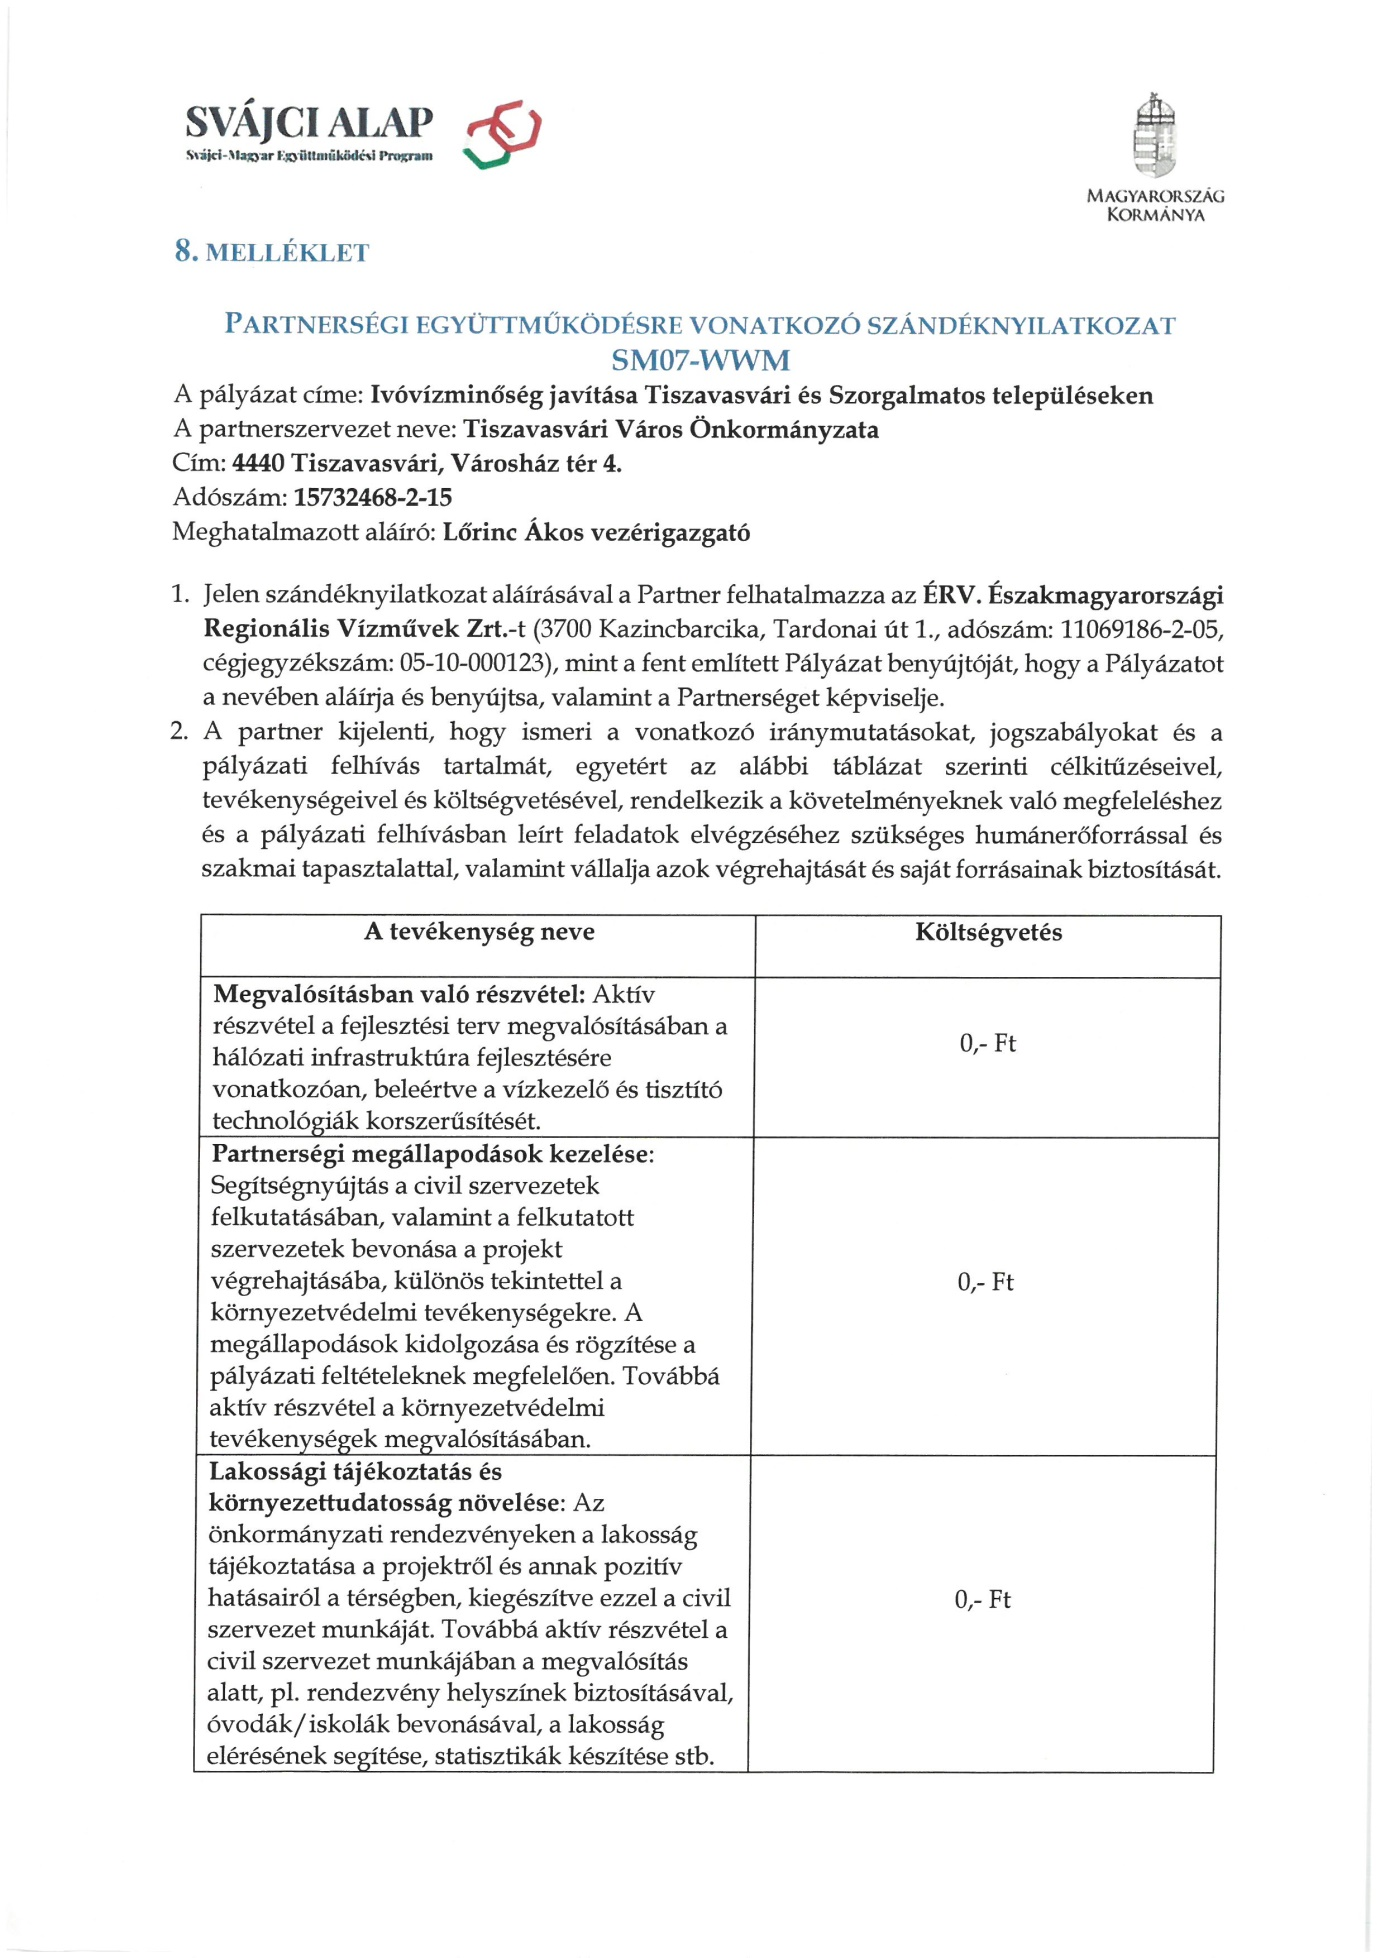 SVÁJCI ALAP
Svájci-Magyar Együttműködési Program
MAGYARORSZÁG
KORMÁNYA
8. MELLÉKLET
PARTNERSÉGI EGYÜTTMŰKÖDÉSRE VONATKOZÓ SZÁNDÉKNYILATKOZAT
SM07-WWM
A pályázat címe: Ivóvízminőség javítása Tiszavasvári és Szorgalmatos településeken
A partnerszervezet neve: Tiszavasvári Város Önkormányzata
Cím: 4440 Tiszavasvári, Városház tér 4.
Adószám: 15732468-2-15
Meghatalmazott aláíró: Lőrinc Ákos vezérigazgató
1. Jelen szándéknyilatkozat aláírásával a Partner felhatalmazza az ÉRV. Északmagyarországi
Regionális Vízművek Zrt.-t (3700 Kazincbarcika, Tardonai út 1., adószám: 11069186-2-05,
cégjegyzékszám: 05-10-000123), mint a fent említett Pályázat benyújtóját, hogy a Pályázatot
a nevében aláírja és benyújtsa, valamint a Partnerséget képviselje.
2. A partner kijelenti, hogy ismeri a vonatkozó iránymutatásokat, jogszabályokat és a
pályázati felhívás tartalmát, egyetért az alábbi táblázat szerinti célkitűzéseivel,
tevékenységeivel és költségvetésével, rendelkezik a követelményeknek való megfeleléshez
és a pályázati felhívásban leírt feladatok elvégzéséhez szükséges humánerőforrással és
szakmai tapasztalattal, valamint vállalja azok végrehajtását és saját forrásainak biztosítását.
A tevékenység neve
Költségvetés
Megvalósításban való részvétel: Aktív
részvétel a fejlesztési terv megvalósításában a
hálózati infrastruktúra fejlesztésére
vonatkozóan, beleértve a vízkezelő és tisztító
technológiák korszerűsítését.
0,- Ft
Partnerségi megállapodások kezelése:
Segítségnyújtás a civil szervezetek
felkutatásában, valamint a felkutatott
szervezetek bevonása a projekt
végrehajtásába, különös tekintettel a
környezetvédelmi tevékenységekre. A
megállapodások kidolgozása és rögzítése a
pályázati feltételeknek megfelelően. Továbbá
aktív részvétel a környezetvédelmi
tevékenységek megvalósításában.
0,- Ft
Lakossági tájékoztatás és
környezettudatosság növelése: Az
önkormányzati rendezvényeken a lakosság
tájékoztatása a projektről és annak pozitív
hatásairól a térségben, kiegészítve ezzel a civil
szervezet munkáját. Továbbá aktív részvétel a
civil szervezet munkájában a megvalósítás
alatt, pl. rendezvény helyszínek biztosításával,
óvodák/iskolák bevonásával, a lakosság
elérésének segítése, statisztikák készítése stb.
0,- Ft